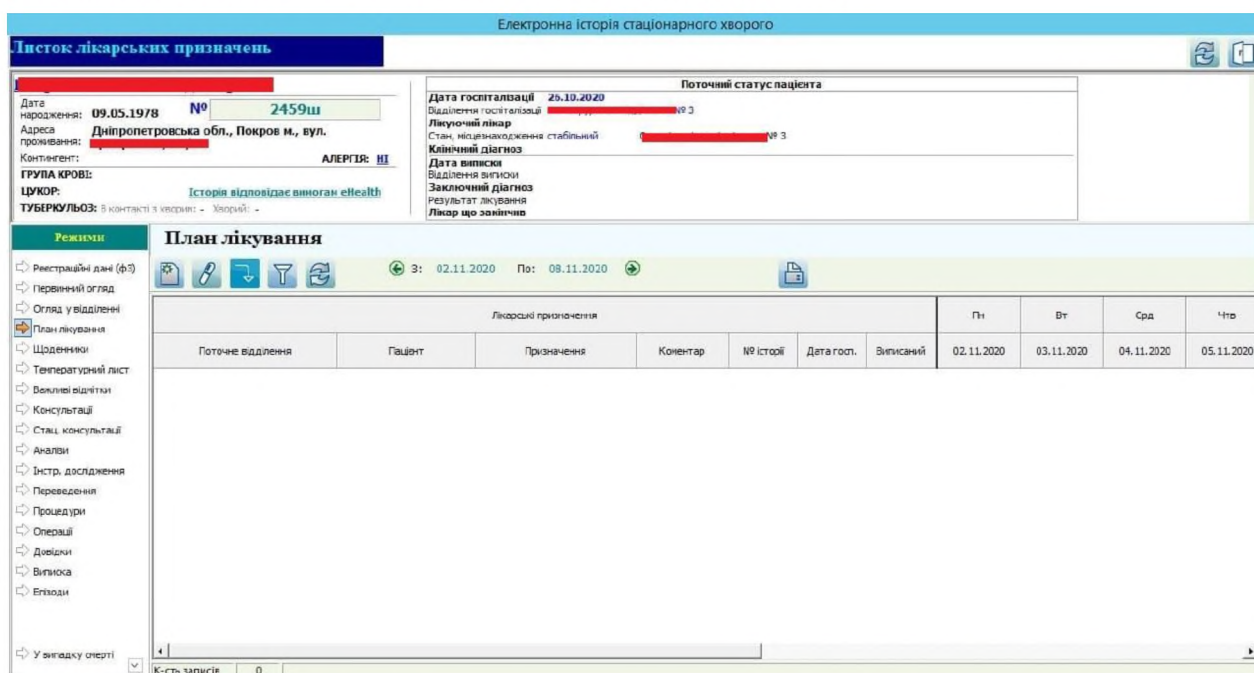 Електронна історія стаціонарного хворого
Листок лікарських призначень
Дата народження: 09.05.1978 № 2459ш
Адреса проживання: Дніпропетровська обл., Покров м., вул.
Контингент: АЛЕРГІЯ: НІ
ГРУПА КРОВІ:
ЦУКОР: Історія відповідає вимогам eHealth
ТУБЕРКУЛЬОЗ: В контакті з хворим: - Хворий: -
Поточний статус пацієнта
Дата госпіталізації 26.10.2020
Відділення госпіталізації № 3
Лікуючий лікар
Стан, місцезнаходження стабільний № 3
Клінічний діагноз
Дата виписки
Відділення виписки
Заключний діагноз
Результат лікування
Лікар що закінчив
Режими
Реєстраційні дані (ф3)
Первинний огляд
Огляд у відділенні
План лікування
Щоденники
Температурний лист
Важливі відмітки
Консультації
Стац. консультації
Аналізи
Інстр. дослідження
Переведення
Процедури
Операції
Довідки
Виписка
Епізоди
У випадку смерті
План лікування
З: 02.11.2020 По: 08.11.2020
Лікарські призначення Пн Вт Срд Чтв
Поточне відділення Пацієнт Призначення Коментар № історії Дата госп. Виписаний 02.11.2020 03.11.2020 04.11.2020 05.11.2020
К-сть записів 0